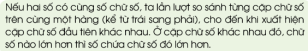 Nếu hai số có cùng số chữ số, ta lần lượt so sánh từng cặp chữ số
trên cùng một hàng (kể từ trái sang phải), cho đến khi xuất hiện
cặp chữ số đầu tiên khác nhau. Ở cặp chữ số khác nhau đó, chữ
số nào lớn hơn thì số chứa chữ số đó lớn hơn.